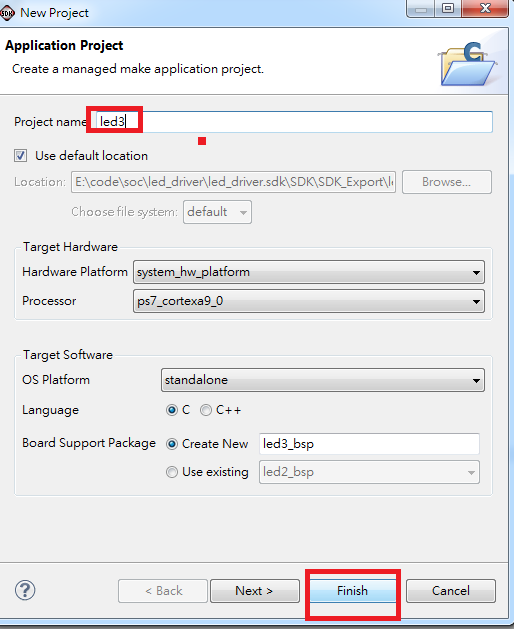 SDK New Project
Application Project
Create a managed make application project.
C
Project name: led3
Use default location
Location: E:\code\soc\led_driver\led_driver.sdk\SDK\SDK_Export\l Browse...
Choose file system: default
Target Hardware
Hardware Platform system_hw_platform
Processor ps7_cortexa9_0
Target Software
OS Platform standalone
Language C C++
Board Support Package Create New led3_bsp
Use existing led2_bsp
? < Back Next > Finish Cancel